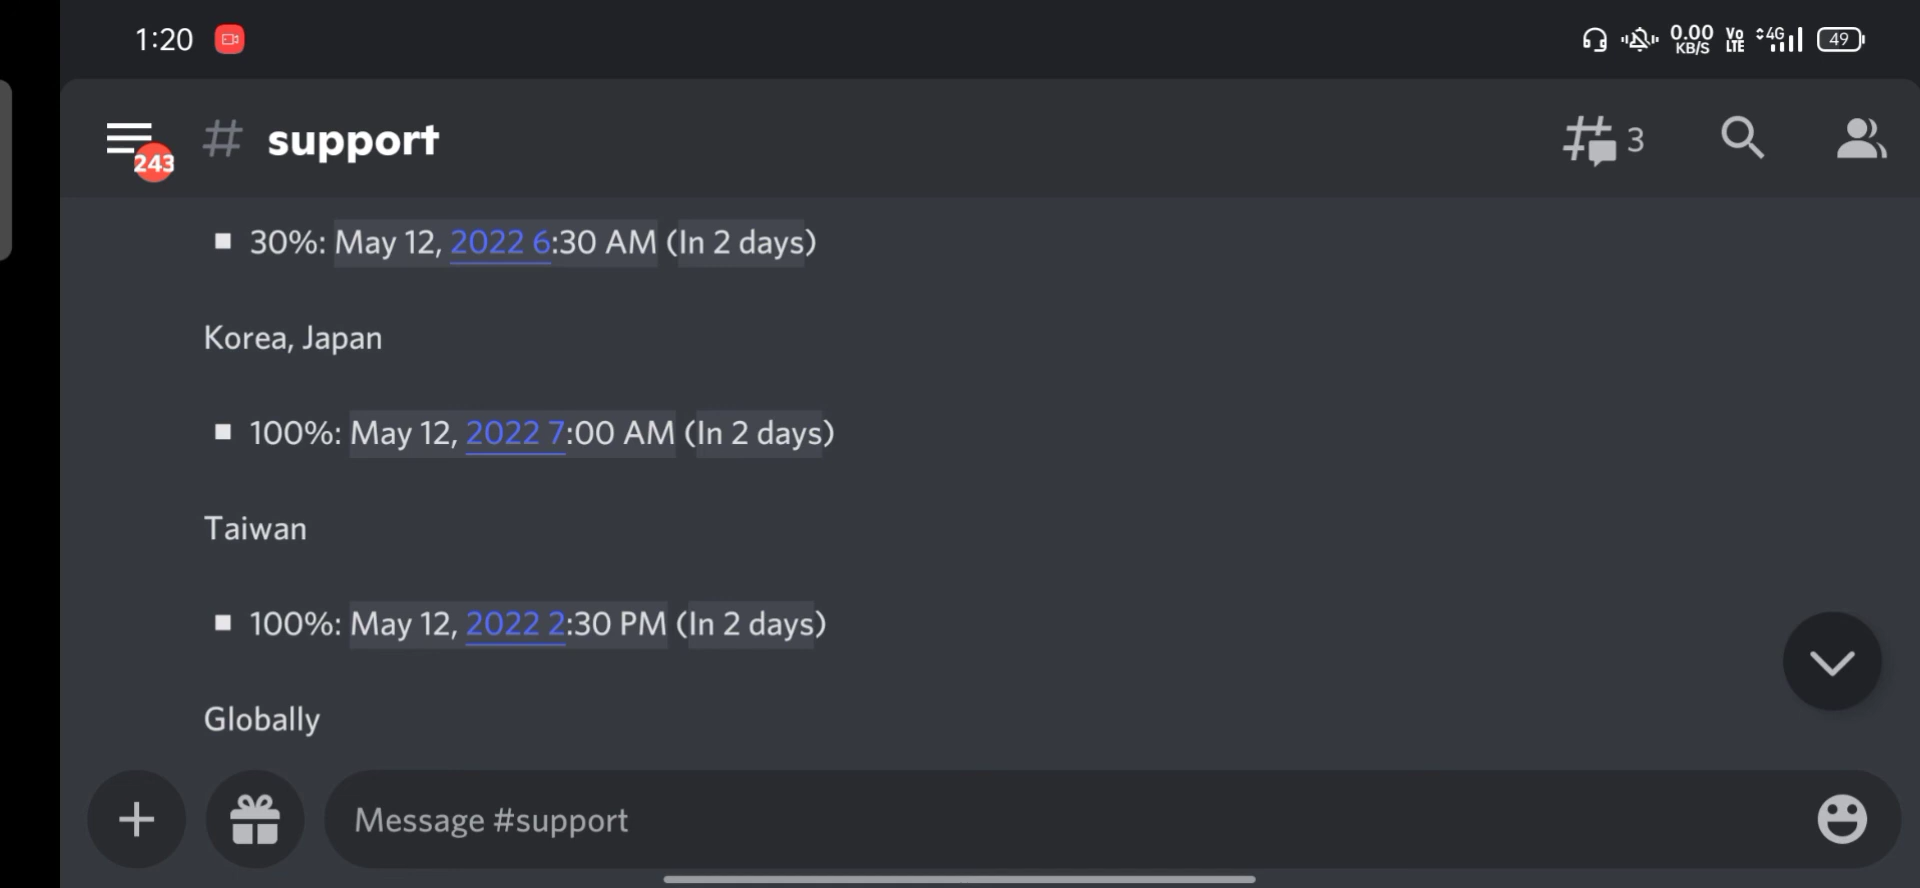 1:20
0.00 KB/S Vo LTE 4G 49
243 # support 3
▪ 30%: May 12, 2022 6:30 AM (In 2 days)
Korea, Japan
▪ 100%: May 12, 2022 7:00 AM (In 2 days)
Taiwan
▪ 100%: May 12, 2022 2:30 PM (In 2 days)
Globally
Message #support